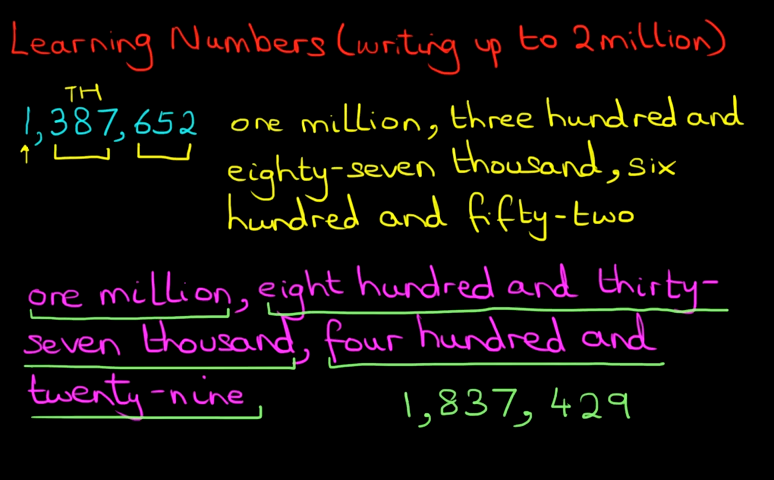 Learning Numbers (writing up to 2 million)
TH
1,387,652
one million, three hundred and
eighty-seven thousand, six
hundred and fifty-two
one million, eight hundred and thirty-
seven thousand, four hundred and
twenty-nine
1,837,429